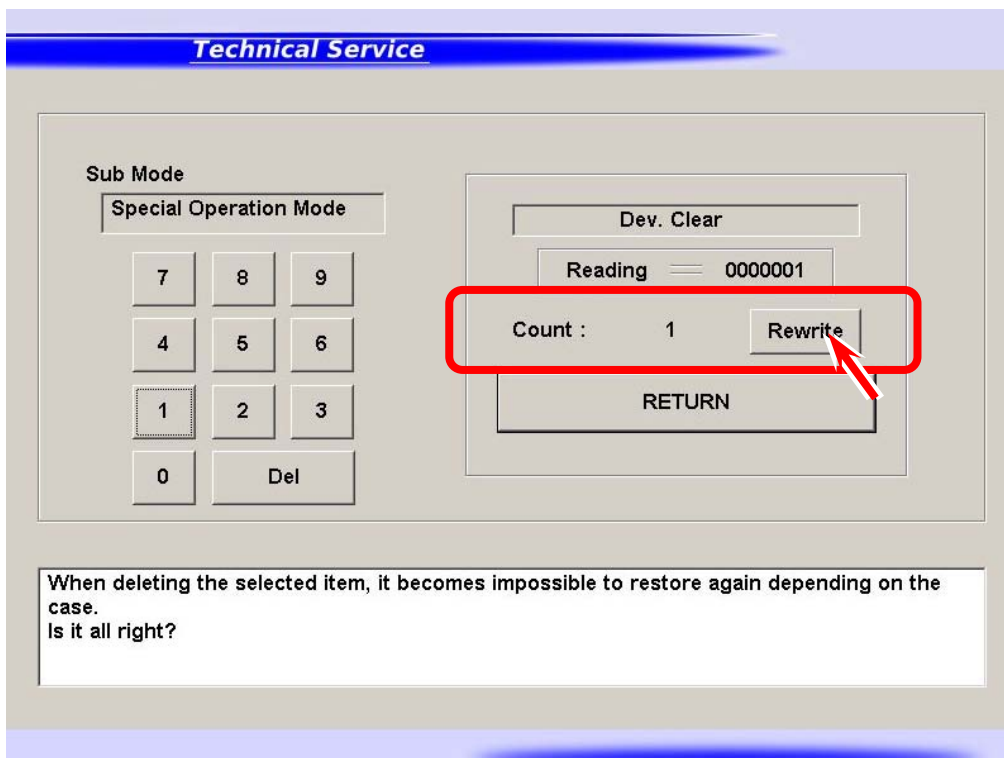 Technical Service
Sub Mode
Special Operation Mode
7 8 9
4 5 6
1 2 3
0 Del
Dev. Clear
Reading 0000001
Count : 1 Rewrite
RETURN
When deleting the selected item, it becomes impossible to restore again depending on the
case.
Is it all right?